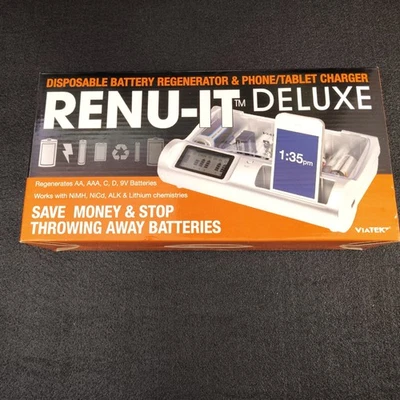 DISPOSABLE BATTERY REGENERATOR & PHONE/TABLET CHARGER
RENU-IT™ DELUXE
1:35pm
Regenerates AA, AAA, C, D, 9V Batteries
Works with NiMH, NiCd, ALK & Lithium chemistries
SAVE MONEY & STOP
THROWING AWAY BATTERIES
VIATEK